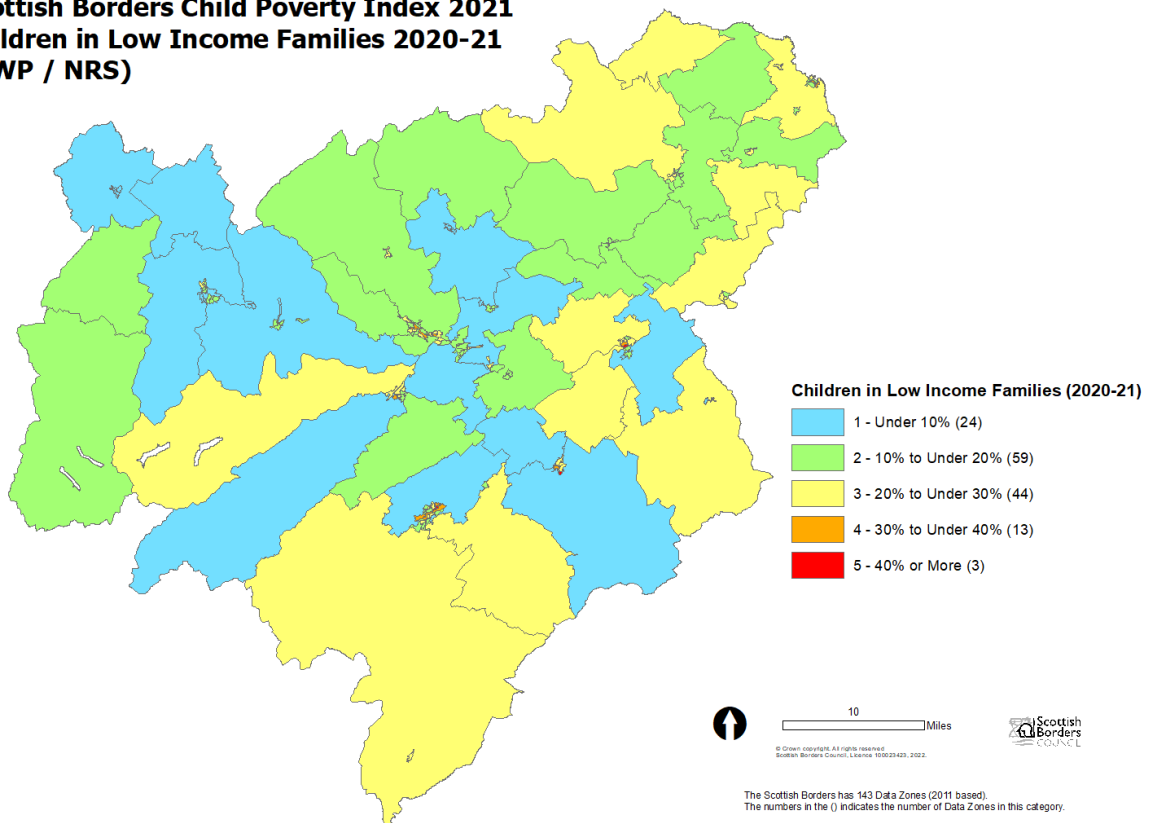 ottish Borders Child Poverty Index 2021
ildren in Low Income Families 2020-21
WP / NRS)
Children in Low Income Families (2020-21)
1 - Under 10% (24)
2 - 10% to Under 20% (59)
3 - 20% to Under 30% (44)
4 - 30% to Under 40% (13)
5 - 40% or More (3)
10
Miles
Scottish
Borders
COUNCIL
© Crown copyright. All rights reserved
Scottish Borders Council, Licence 100023423, 2022.
The Scottish Borders has 143 Data Zones (2011 based).
The numbers in the () indicates the number of Data Zones in this category.